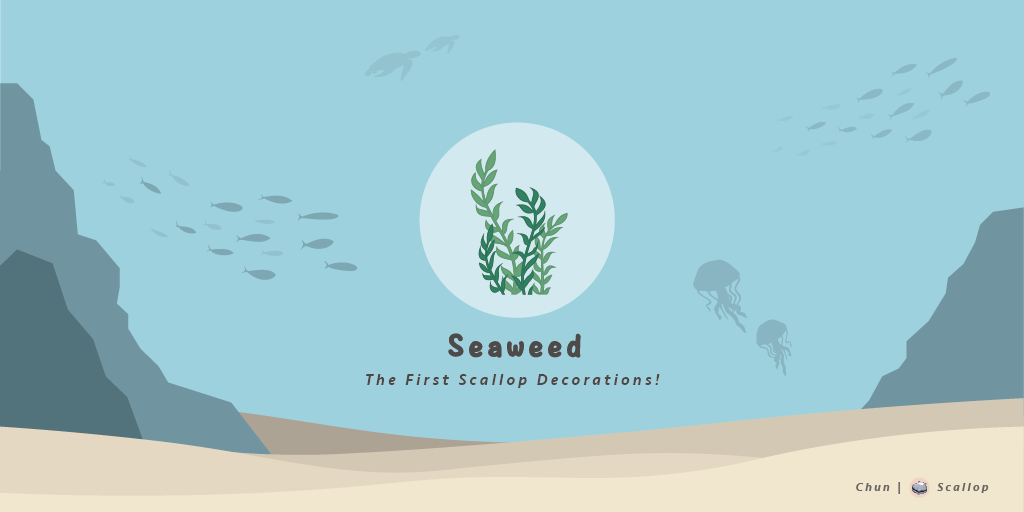 Seaweed
The First Scallop Decorations!
Chun | Scallop